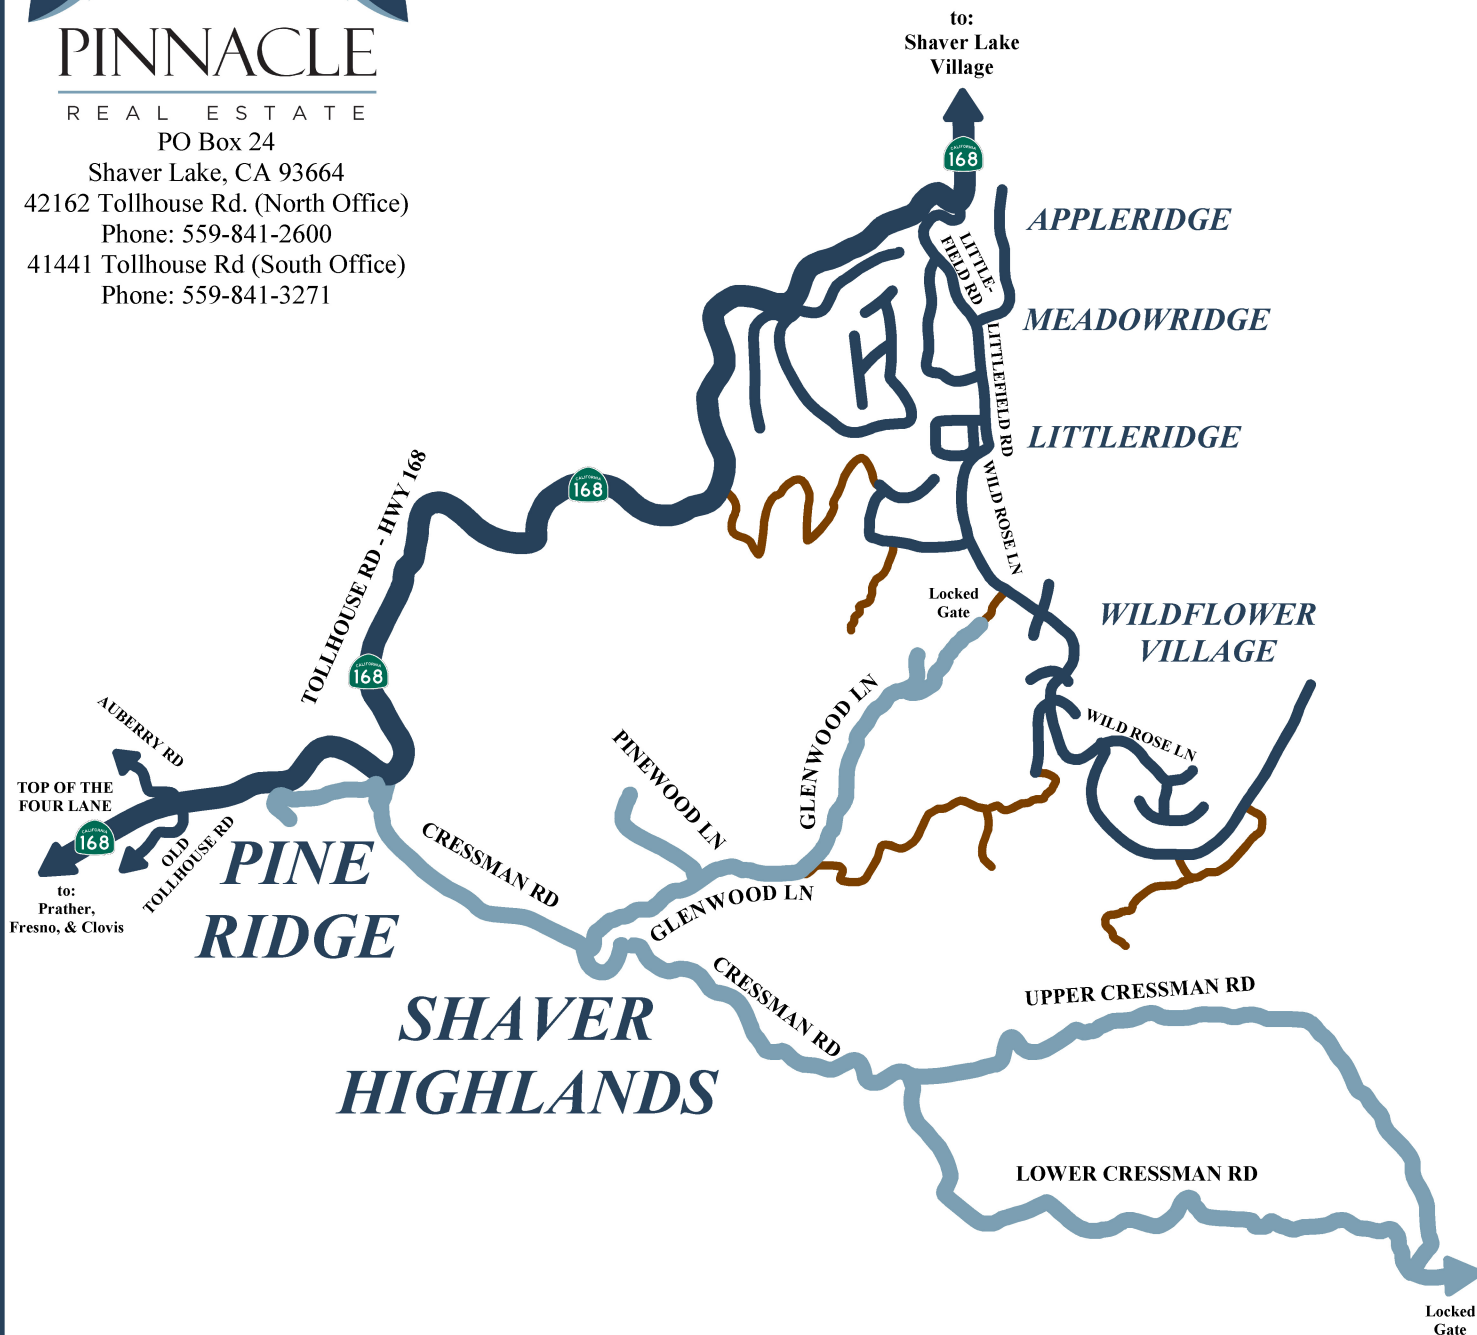 PINNACLE
REAL ESTATE
PO Box 24
Shaver Lake, CA 93664
42162 Tollhouse Rd. (North Office)
Phone: 559-841-2600
41441 Tollhouse Rd (South Office)
Phone: 559-841-3271
to:
Shaver Lake
Village
CALIFORNIA
168
APPLERIDGE
LITTLE-
FIELD RD
MEADOWRIDGE
LITTLEFIELD RD
LITTLERIDGE
WILD ROSE LN
CALIFORNIA
168
TOLLHOUSE RD - HWY 168
Locked
Gate
WILDFLOWER
VILLAGE
CALIFORNIA
168
GLENWOOD LN
WILD ROSE LN
AUBERRY RD
PINEWOOD LN
TOP OF THE
FOUR LANE
CALIFORNIA
168
OLD
TOLLHOUSE RD
to:
Prather,
Fresno, & Clovis
PINE
RIDGE
CRESSMAN RD
GLENWOOD LN
CRESSMAN RD
SHAVER
HIGHLANDS
UPPER CRESSMAN RD
LOWER CRESSMAN RD
Locked
Gate